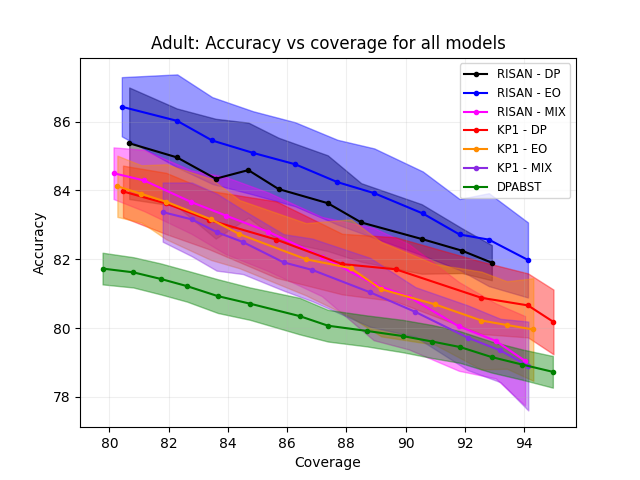 Adult: Accuracy vs coverage for all models
RISAN - DP
RISAN - EO
RISAN - MIX
KP1 - DP
KP1 - EO
KP1 - MIX
DPABST
86
84
82
80
78
Accuracy
80 82 84 86 88 90 92 94
Coverage